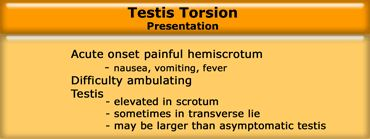 Testis Torsion
Presentation
Acute onset painful hemiscrotum
- nausea, vomiting, fever
Difficulty ambulating
Testis
- elevated in scrotum
- sometimes in transverse lie
- may be larger than asymptomatic testis